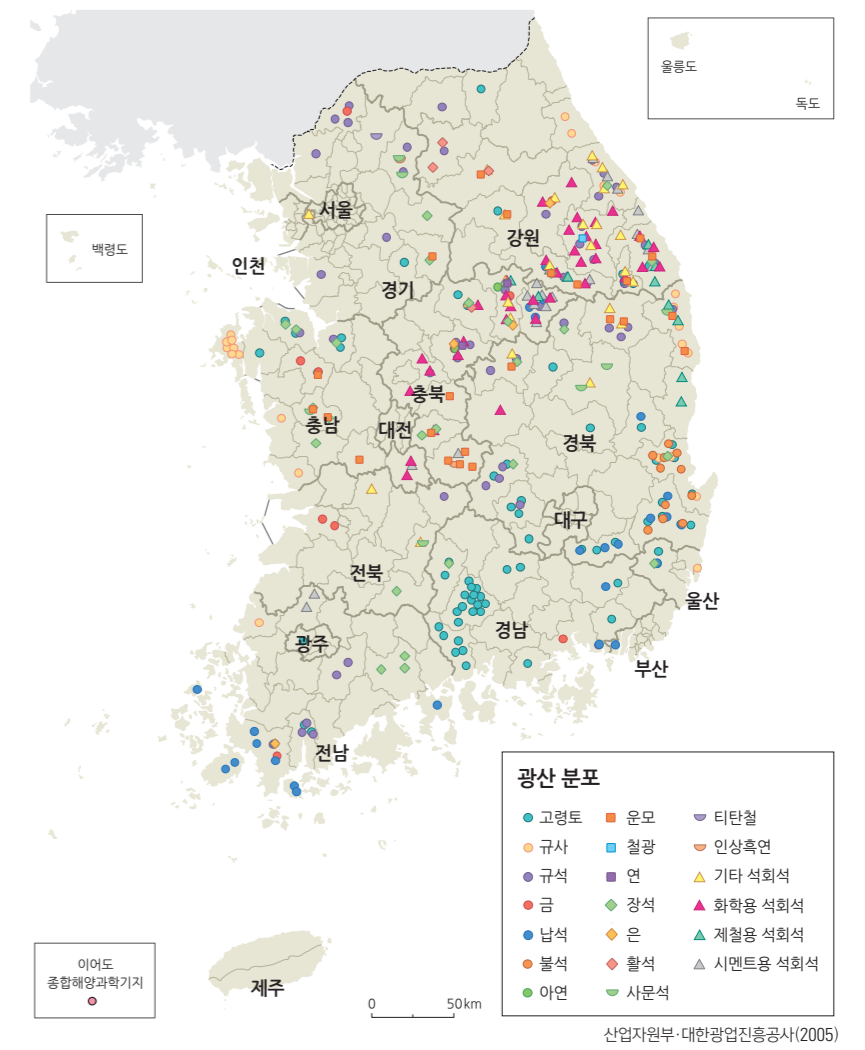 울릉도
독도
백령도
서울
인천
경기
강원
충북
충남
대전
경북
대구
전북
울산
경남
광주
부산
전남
제주
이어도
종합해양과학기지
0 50km
광산 분포
고령토
규사
규석
금
납석
불석
아연
운모
철광
연
장석
은
활석
사문석
티탄철
인상흑연
기타 석회석
화학용 석회석
제철용 석회석
시멘트용 석회석
산업자원부·대한광업진흥공사(2005)